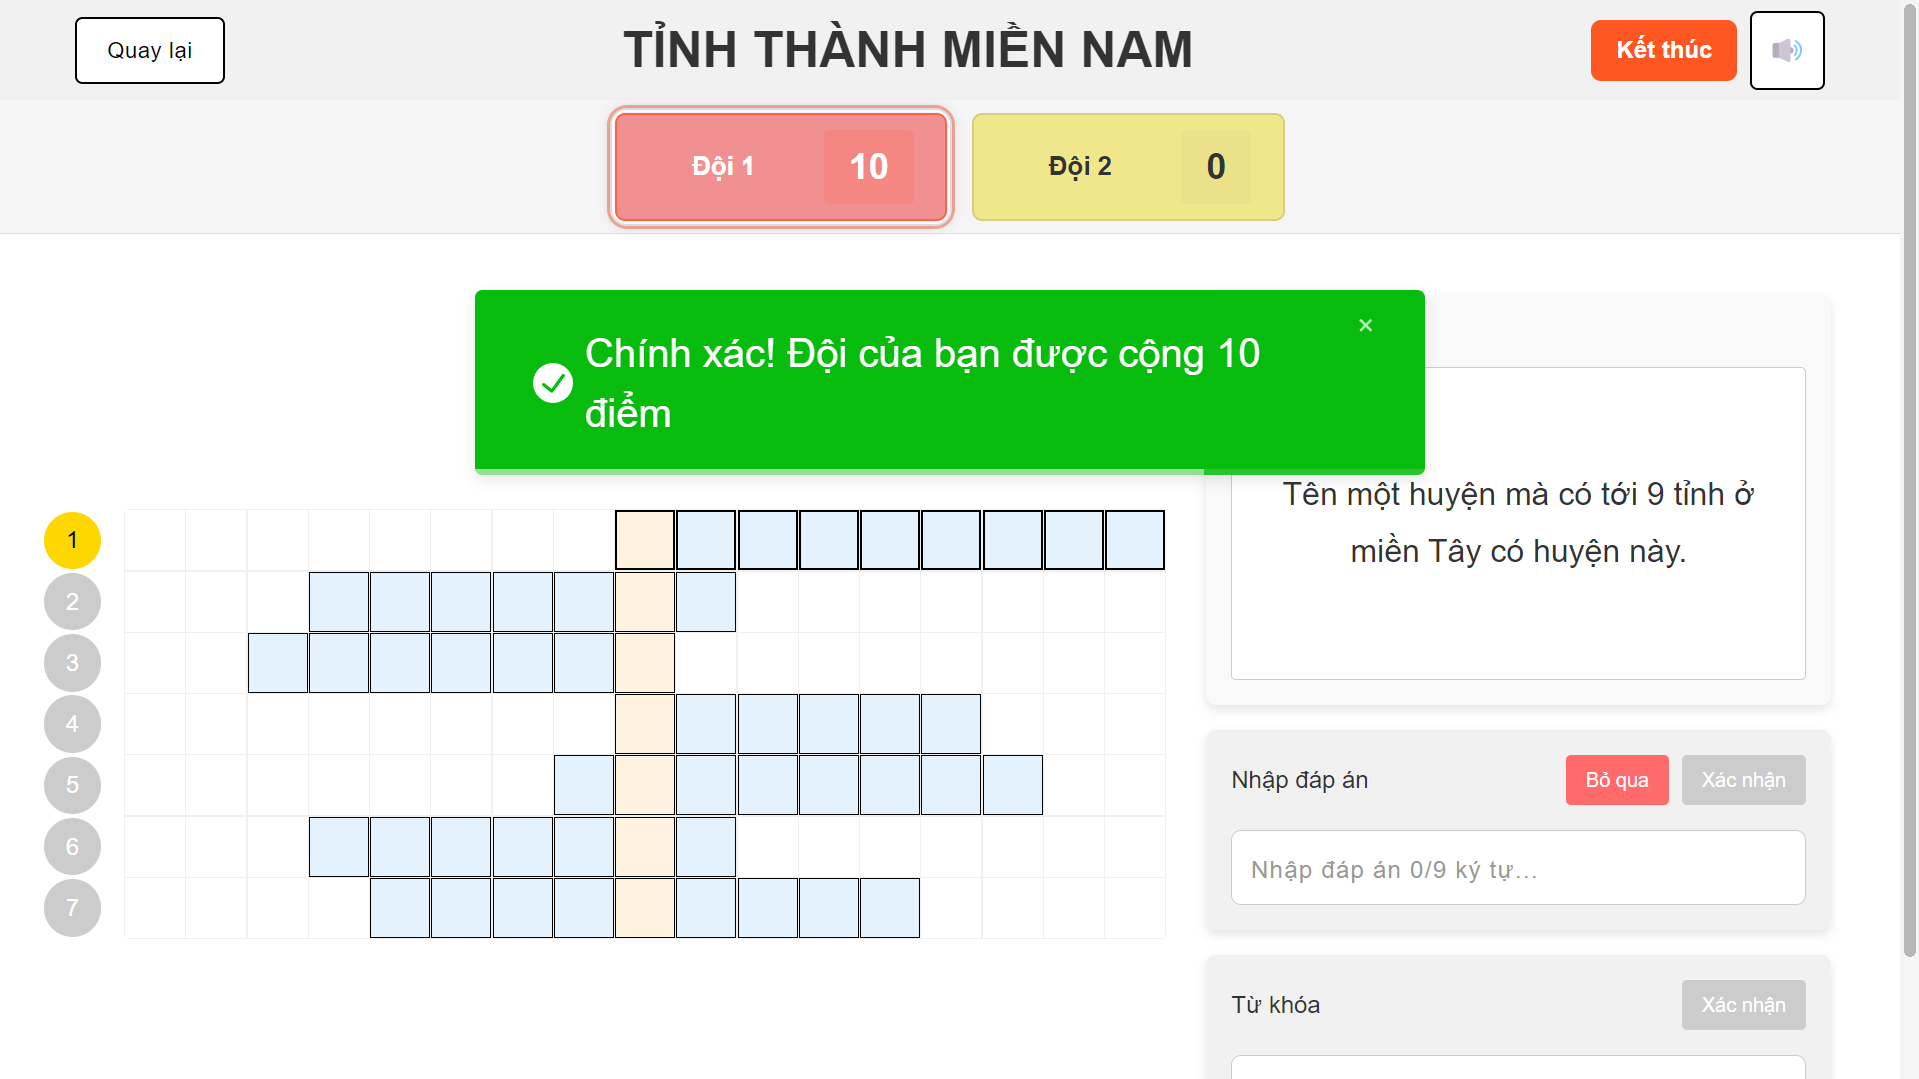 Quay lại
TỈNH THÀNH MIỀN NAM
Kết thúc
Đội 1
10
Đội 2
0
Chính xác! Đội của bạn được cộng 10
điểm
×
Tên một huyện mà có tới 9 tỉnh ở
miền Tây có huyện này.
1
2
3
4
5
6
7
Nhập đáp án
Bỏ qua
Xác nhận
Nhập đáp án 0/9 ký tự...
Từ khóa
Xác nhận